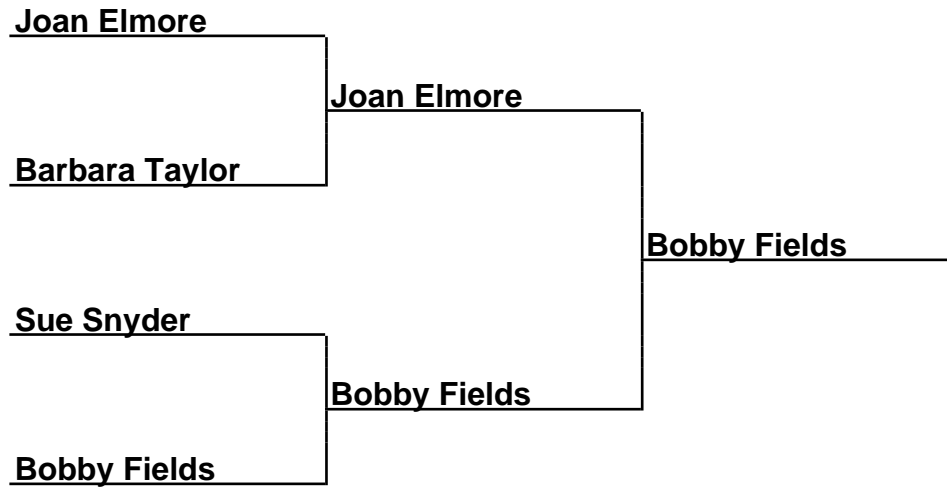 Joan Elmore
Joan Elmore
Barbara Taylor
Bobby Fields
Sue Snyder
Bobby Fields
Bobby Fields